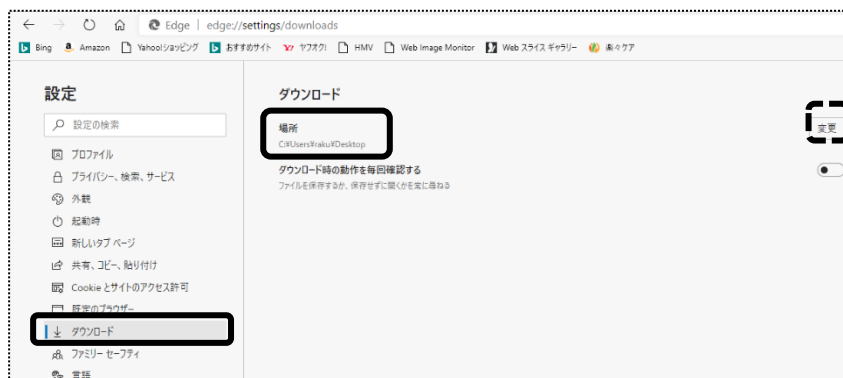 Edge | edge://settings/downloads
Bing Amazon Yahoo!ショッピング おすすめサイト ヤフオク! HMV Web Image Monitor Web スライス ギャラリー 楽々ケア
設定
設定の検索
プロファイル
プライバシー、検索、サービス
外観
起動時
新しいタブ ページ
共有、コピー、貼り付け
Cookie とサイトのアクセス許可
既定のブラウザー
ダウンロード
ファミリー セーフティ
言語
ダウンロード
場所
C:¥Users¥raku¥Desktop
変更
ダウンロード時の動作を毎回確認する
ファイルを保存するか、保存せずに開くかを常に尋ねる